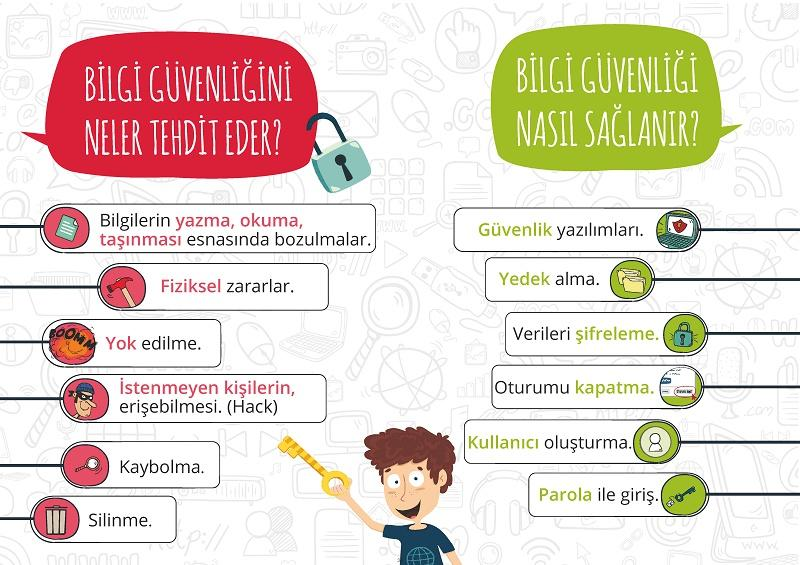 BİLGİ GÜVENLİĞİNİ
NELER TEHDİT EDER?
Bilgilerin yazma, okuma,
taşınması esnasında bozulmalar.
Fiziksel zararlar.
BOOMM
Yok edilme.
İstenmeyen kişilerin,
erişebilmesi. (Hack)
Kaybolma.
Silinme.
BİLGİ GÜVENLİĞİ
NASIL SAĞLANIR?
Güvenlik yazılımları.
Yedek alma.
Verileri şifreleme.
Oturumu kapatma.
Kullanıcı oluşturma.
Parola ile giriş.